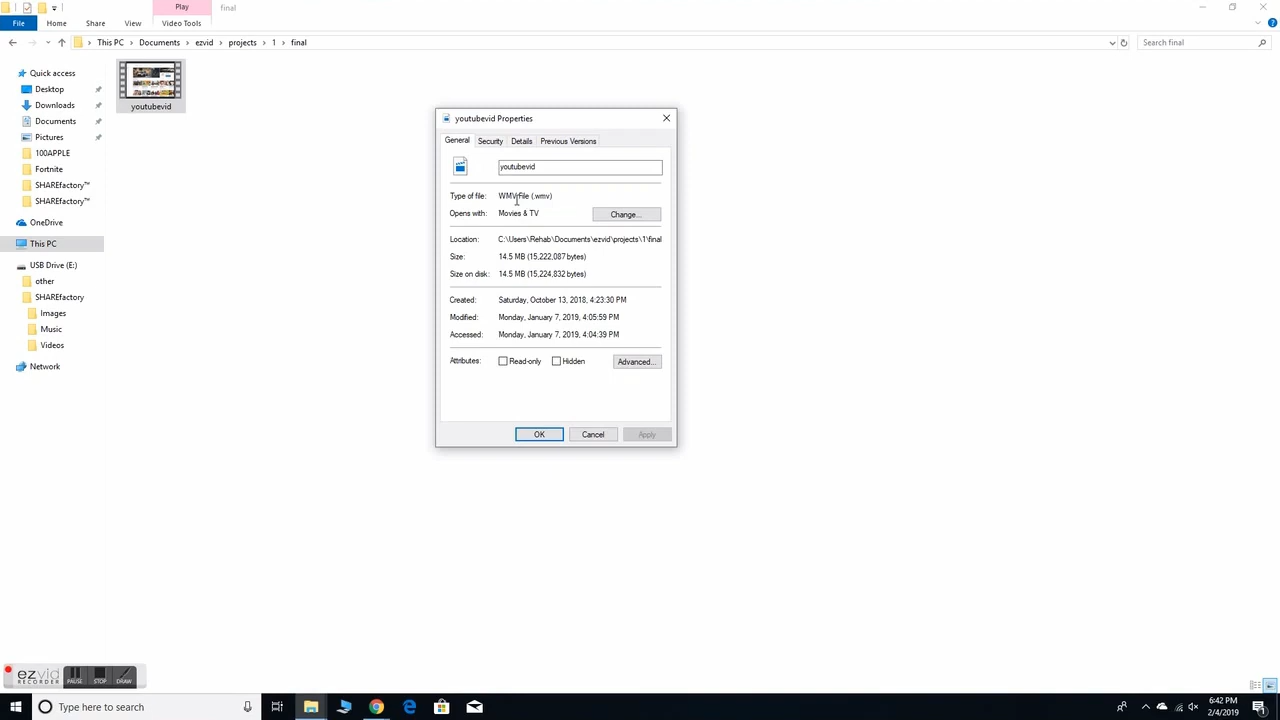 Play
final
File
Home
Share
View
Video Tools
This PC
Documents
ezvid
projects
1
final
Search final
Quick access
Desktop
Downloads
Documents
Pictures
100APPLE
Fortnite
SHAREfactory™
SHAREfactory™
OneDrive
This PC
USB Drive (E:)
other
SHAREfactory
Images
Music
Videos
Network
youtubevid
youtubevid Properties
General
Security
Details
Previous Versions
youtubevid
Type of file: WMV File (.wmv)
Opens with: Movies & TV
Change...
Location: C:\Users\Rehab\Documents\ezvid\projects\1\final
Size: 14.5 MB (15,222,087 bytes)
Size on disk: 14.5 MB (15,224,832 bytes)
Created: Saturday, October 13, 2018, 4:23:30 PM
Modified: Monday, January 7, 2019, 4:05:59 PM
Accessed: Monday, January 7, 2019, 4:04:39 PM
Attributes: Read-only Hidden Advanced...
OK
Cancel
Apply
ezvid
RECORDER
PAUSE
STOP
DRAW
Type here to search
6:42 PM
2/4/2019